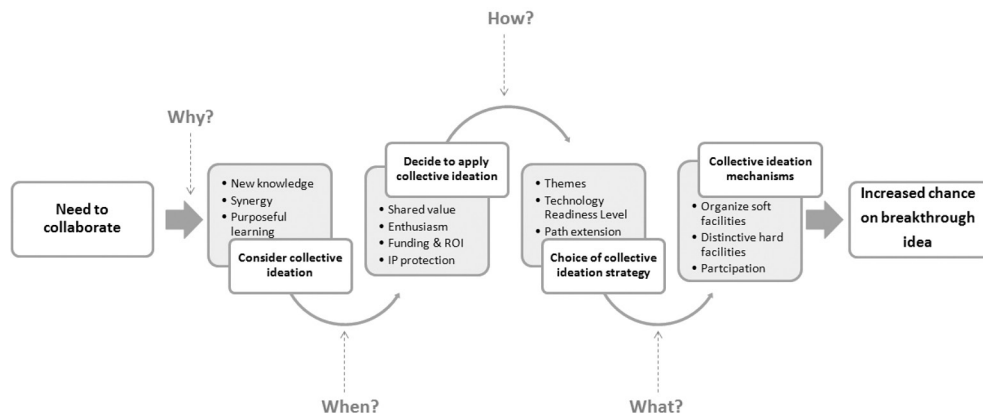 How?
Why?
Need to
collaborate
• New knowledge
• Synergy
• Purposeful
learning
Consider collective
ideation
Decide to apply
collective ideation
• Shared value
• Enthusiasm
• Funding & ROI
• IP protection
• Themes
• Technology
Readiness Level
• Path extension
Choice of collective
ideation strategy
Collective ideation
mechanisms
• Organize soft
facilities
• Distinctive hard
facilities
• Partcipation
Increased chance
on breakthrough
idea
When?
What?